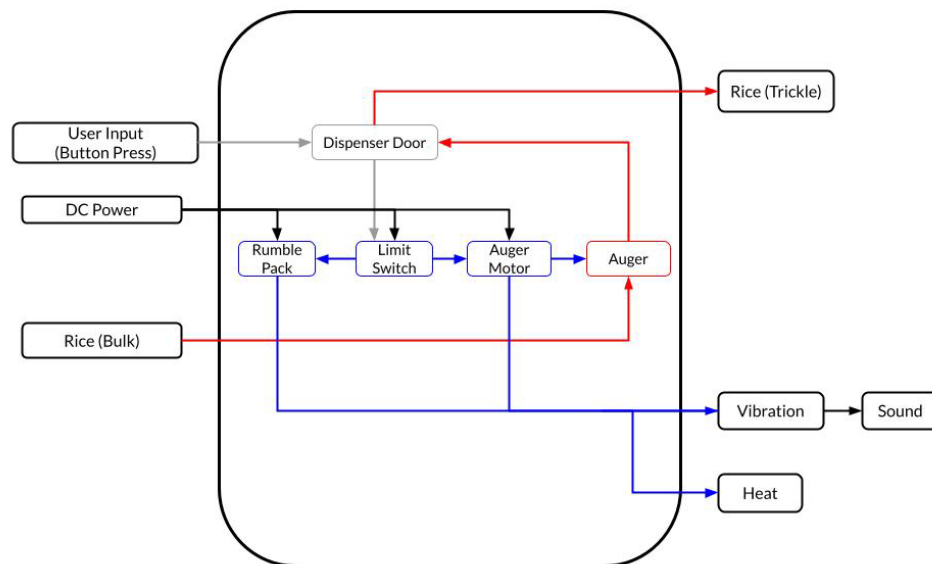 Rice (Trickle)
User Input
(Button Press)
Dispenser Door
DC Power
Rumble
Pack
Limit
Switch
Auger
Motor
Auger
Rice (Bulk)
Vibration
Sound
Heat